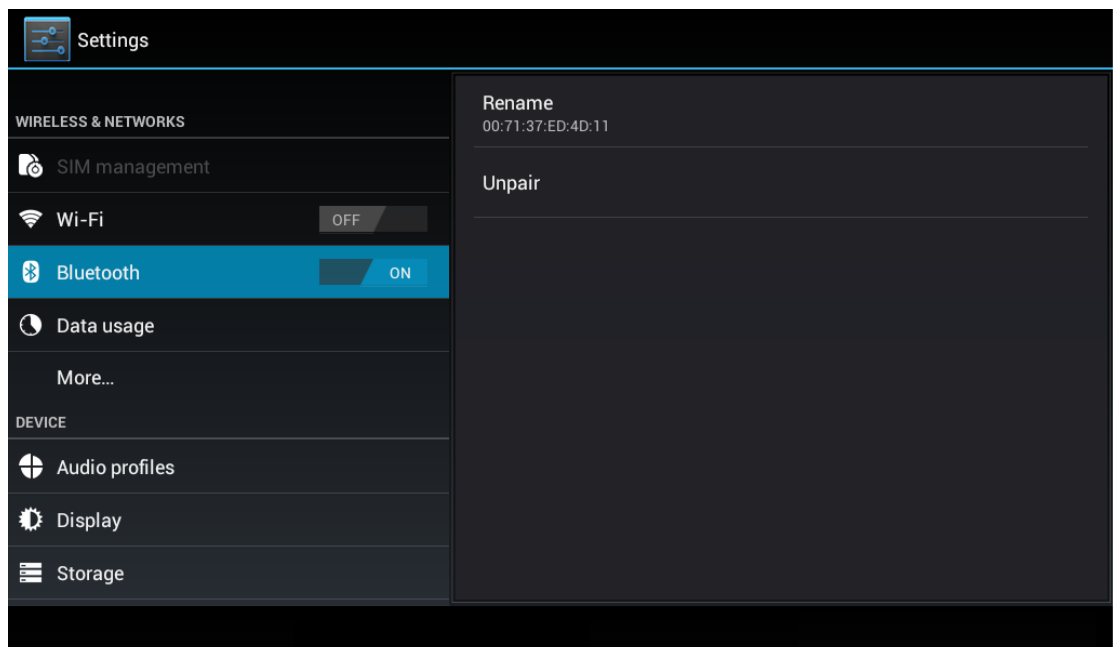 Settings
WIRELESS & NETWORKS
SIM management
Wi-Fi OFF
Bluetooth ON
Data usage
More...
DEVICE
Audio profiles
Display
Storage
Rename
00:71:37:ED:4D:11
Unpair